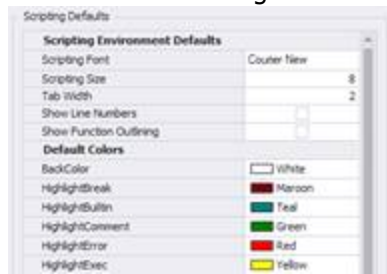 Scripting Defaults
Scripting Environment Defaults
Scripting Font Courier New
Scripting Size 8
Tab Width 2
Show Line Numbers
Show Function Outlining
Default Colors
BackColor White
HighlightBreak Maroon
HighlightBuiltin Teal
HighlightComment Green
HighlightError Red
HighlightExec Yellow